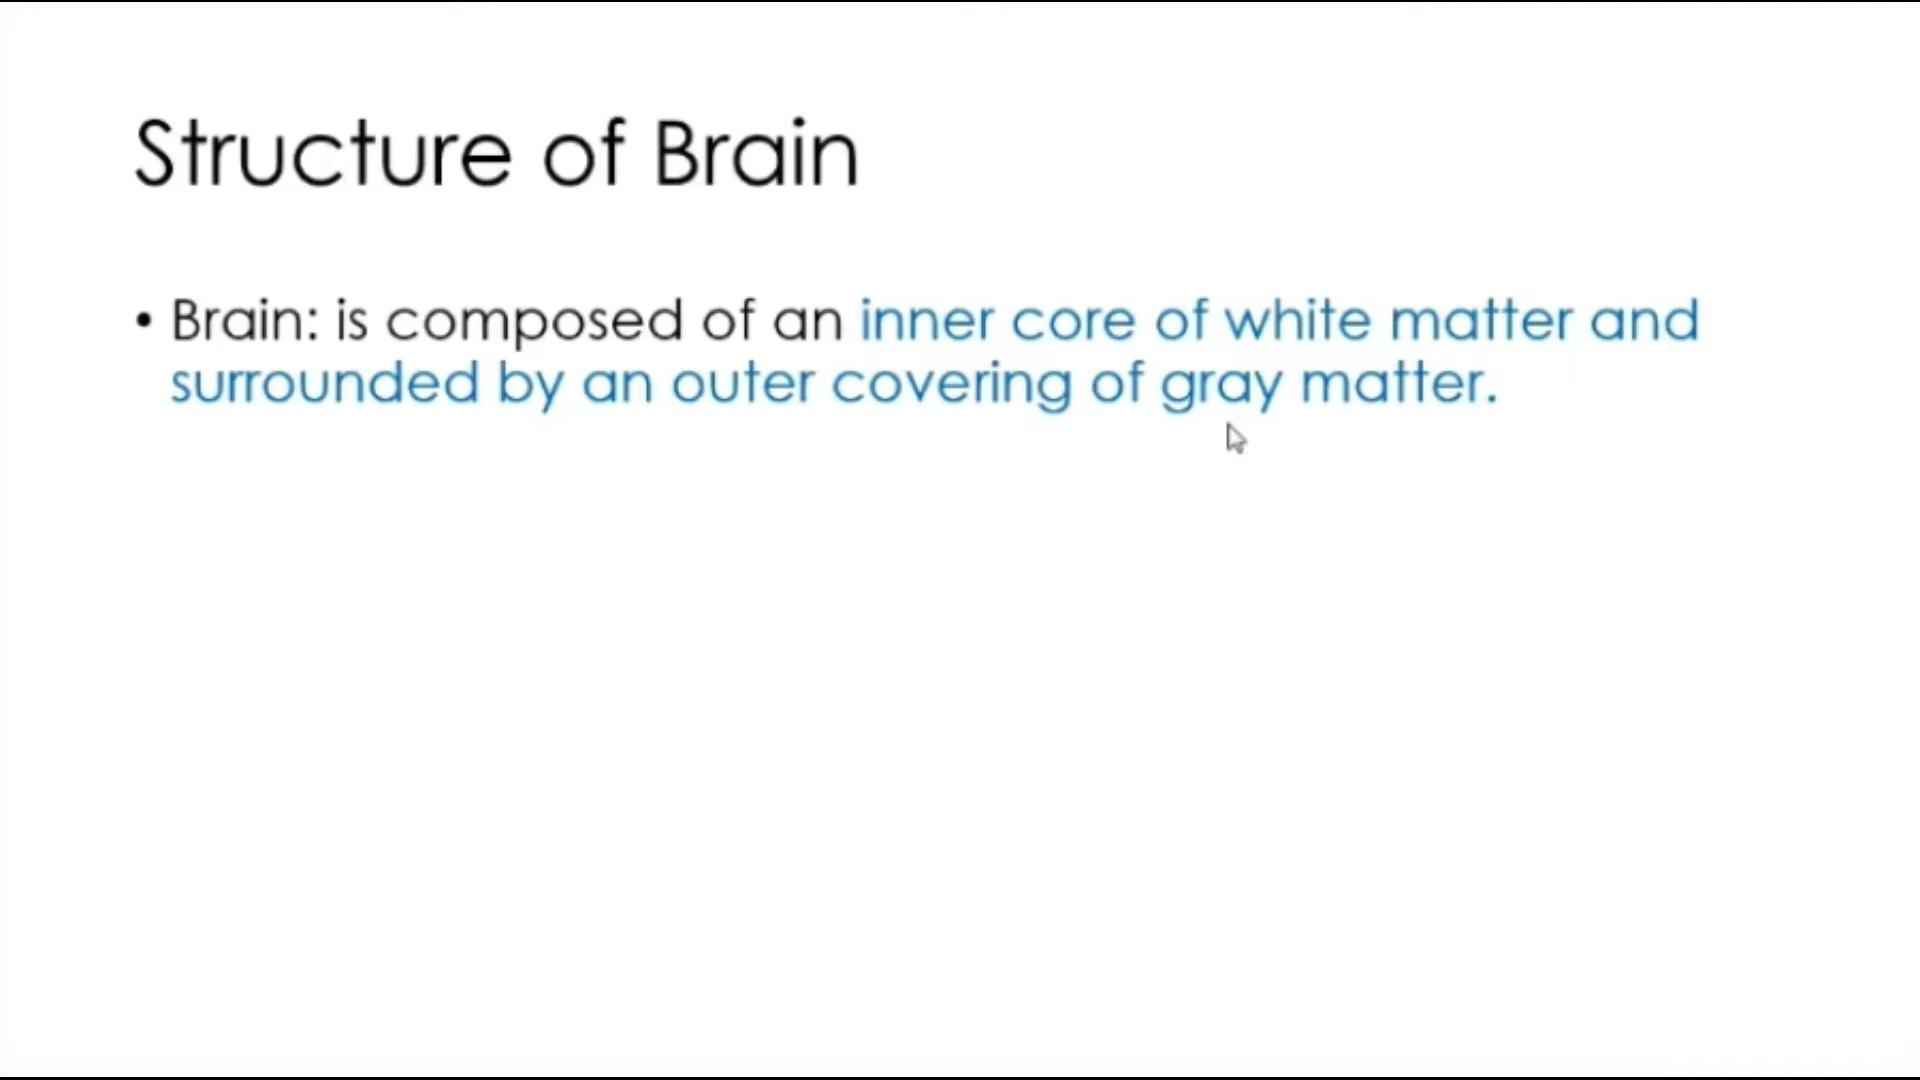 Structure of Brain
• Brain: is composed of an inner core of white matter and
surrounded by an outer covering of gray matter.